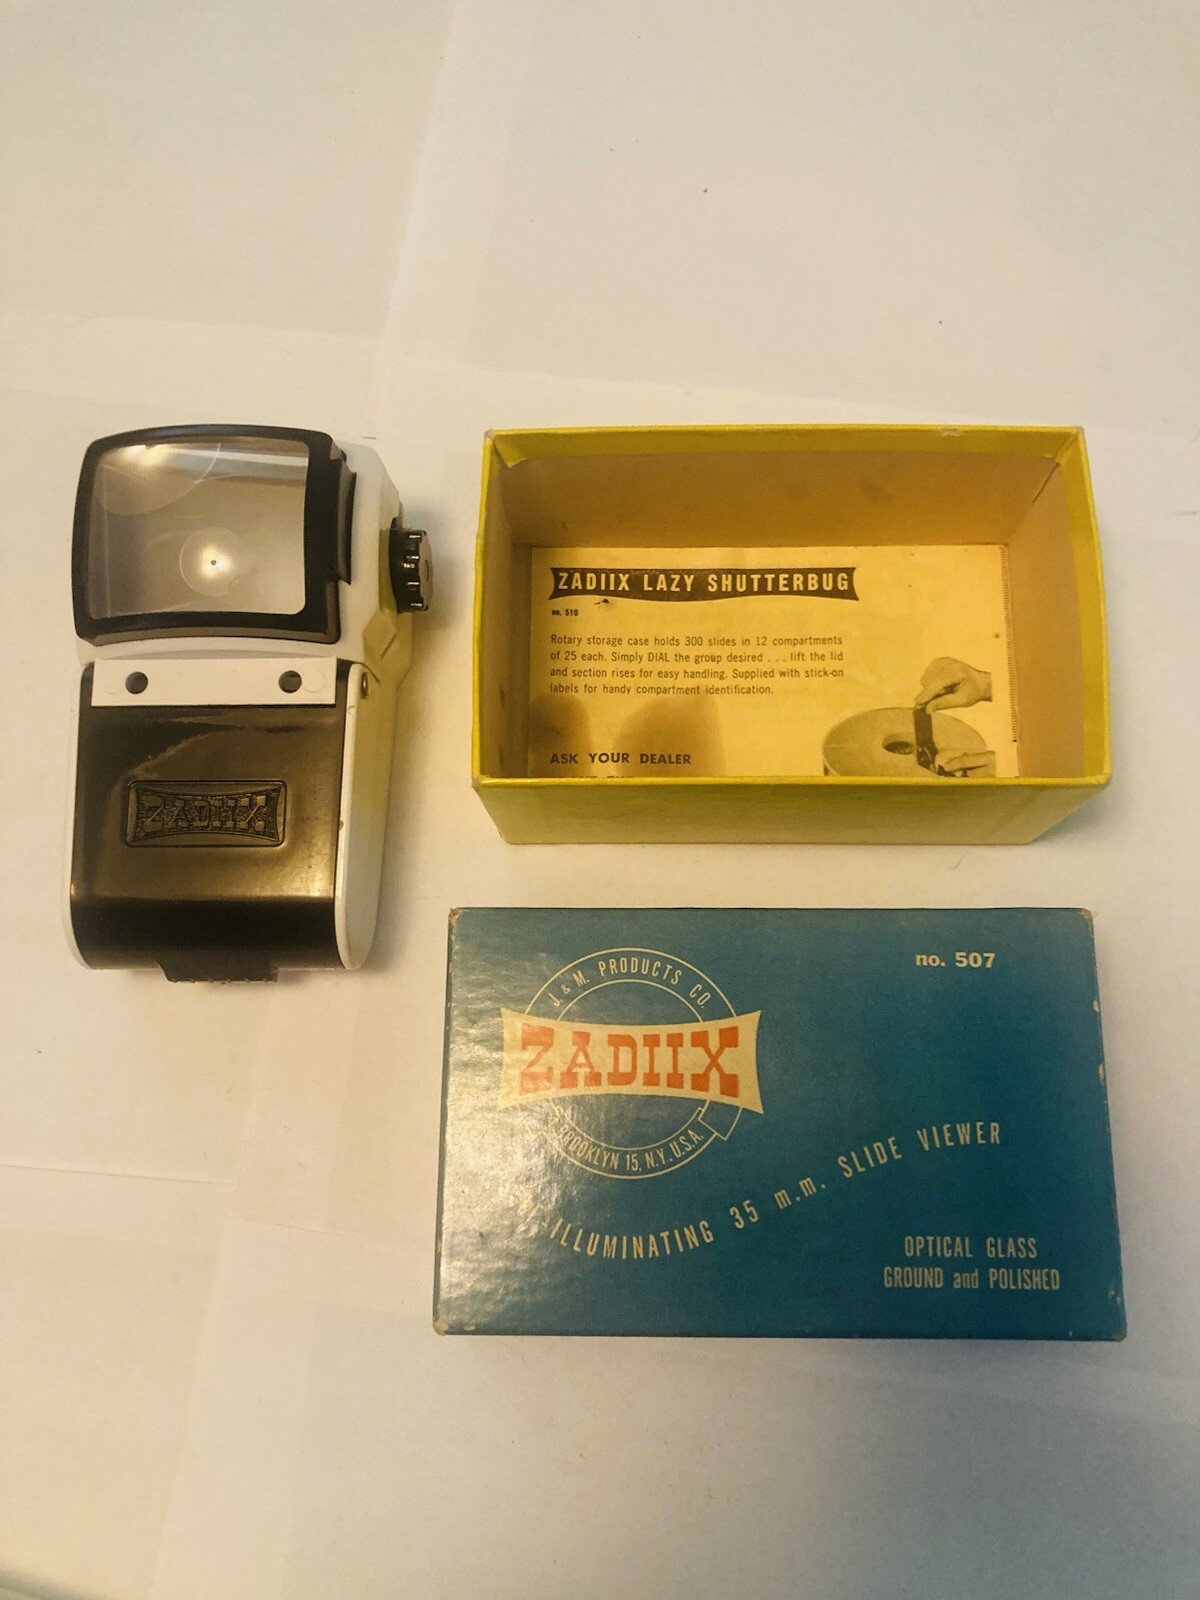 ZADIIX LAZY SHUTTERBUG
no. 510
Rotary storage case holds 300 slides in 12 compartments
of 25 each. Simply DIAL the group desired . . . lift the lid
and section rises for easy handling. Supplied with stick-on
labels for handy compartment identification.
ASK YOUR DEALER
ZADIIX
no. 507
J. & M. PRODUCTS CO.
ZADIIX
BROOKLYN 15, N.Y. U.S.A.
ILLUMINATING 35 m.m. SLIDE VIEWER
OPTICAL GLASS
GROUND and POLISHED